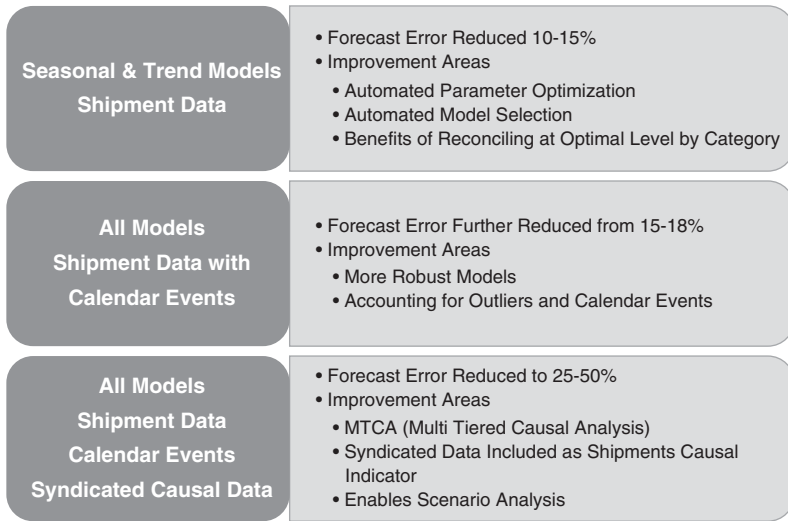 Seasonal & Trend Models
Shipment Data
• Forecast Error Reduced 10-15%
• Improvement Areas
• Automated Parameter Optimization
• Automated Model Selection
• Benefits of Reconciling at Optimal Level by Category
All Models
Shipment Data with
Calendar Events
• Forecast Error Further Reduced from 15-18%
• Improvement Areas
• More Robust Models
• Accounting for Outliers and Calendar Events
All Models
Shipment Data
Calendar Events
Syndicated Causal Data
• Forecast Error Reduced to 25-50%
• Improvement Areas
• MTCA (Multi Tiered Causal Analysis)
• Syndicated Data Included as Shipments Causal
Indicator
• Enables Scenario Analysis